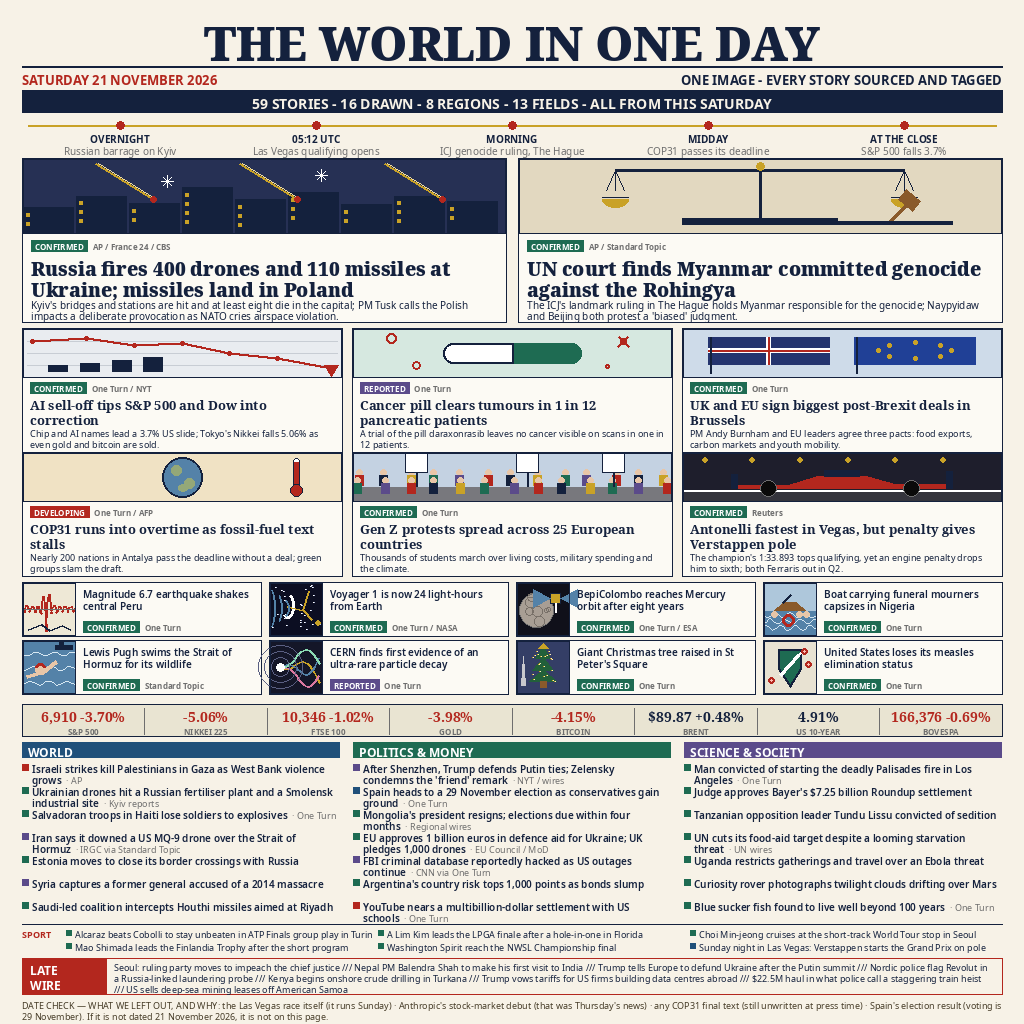 THE WORLD IN ONE DAY
SATURDAY 21 NOVEMBER 2026
ONE IMAGE - EVERY STORY SOURCED AND TAGGED
59 STORIES - 16 DRAWN - 8 REGIONS - 13 FIELDS - ALL FROM THIS SATURDAY
OVERNIGHT
Russian barrage on Kyiv
05:12 UTC
Las Vegas qualifying opens
MORNING
ICJ genocide ruling, The Hague
MIDDAY
COP31 passes its deadline
AT THE CLOSE
S&P 500 falls 3.7%
CONFIRMED AP / France 24 / CBS
Russia fires 400 drones and 110 missiles at
Ukraine; missiles land in Poland
Kyiv's bridges and stations are hit and at least eight die in the capital; PM Tusk calls the Polish
impacts a deliberate provocation as NATO cries airspace violation.
CONFIRMED AP / Standard Topic
UN court finds Myanmar committed genocide
against the Rohingya
The ICJ's landmark ruling in The Hague holds Myanmar responsible for the genocide; Naypyidaw
and Beijing both protest a 'biased' judgment.
CONFIRMED One Turn / NYT
AI sell-off tips S&P 500 and Dow into
correction
Chip and AI names lead a 3.7% US slide; Tokyo's Nikkei falls 5.06% as
even gold and bitcoin are sold.
REPORTED One Turn
Cancer pill clears tumours in 1 in 12
pancreatic patients
A trial of the pill daraxonrasib leaves no cancer visible on scans in one in
12 patients.
CONFIRMED One Turn
UK and EU sign biggest post-Brexit deals in
Brussels
PM Andy Burnham and EU leaders agree three pacts: food exports,
carbon markets and youth mobility.
DEVELOPING One Turn / AFP
COP31 runs into overtime as fossil-fuel text
stalls
Nearly 200 nations in Antalya pass the deadline without a deal; green
groups slam the draft.
CONFIRMED One Turn
Gen Z protests spread across 25 European
countries
Thousands of students march over living costs, military spending and
the climate.
CONFIRMED Reuters
Antonelli fastest in Vegas, but penalty gives
Verstappen pole
The champion's 1:33.893 tops qualifying, yet an engine penalty drops
him to sixth; both Ferraris out in Q2.
Magnitude 6.7 earthquake shakes
central Peru
CONFIRMED One Turn
Voyager 1 is now 24 light-hours
from Earth
CONFIRMED One Turn / NASA
BepiColombo reaches Mercury
orbit after eight years
CONFIRMED One Turn / ESA
Boat carrying funeral mourners
capsizes in Nigeria
CONFIRMED One Turn
Lewis Pugh swims the Strait of
Hormuz for its wildlife
CONFIRMED Standard Topic
CERN finds first evidence of an
ultra-rare particle decay
REPORTED One Turn
Giant Christmas tree raised in St
Peter's Square
CONFIRMED One Turn
United States loses its measles
elimination status
CONFIRMED One Turn
6,910 -3.70%
S&P 500
-5.06%
NIKKEI 225
10,346 -1.02%
FTSE 100
-3.98%
GOLD
-4.15%
BITCOIN
$89.87 +0.48%
BRENT
4.91%
US 10-YEAR
166,376 -0.69%
BOVESPA
WORLD
Israeli strikes kill Palestinians in Gaza as West Bank violence
grows · AP
Ukrainian drones hit a Russian fertiliser plant and a Smolensk
industrial site · Kyiv reports
Salvadoran troops in Haiti lose soldiers to explosives · One Turn
Iran says it downed a US MQ-9 drone over the Strait of
Hormuz · IRGC via Standard Topic
Estonia moves to close its border crossings with Russia
Syria captures a former general accused of a 2014 massacre
Saudi-led coalition intercepts Houthi missiles aimed at Riyadh
POLITICS & MONEY
After Shenzhen, Trump defends Putin ties; Zelensky
condemns the 'friend' remark · NYT / wires
Spain heads to a 29 November election as conservatives gain
ground · One Turn
Mongolia's president resigns; elections due within four
months · Regional wires
EU approves 1 billion euros in defence aid for Ukraine; UK
pledges 1,000 drones · EU Council / MoD
FBI criminal database reportedly hacked as US outages
continue · CNN via One Turn
Argentina's country risk tops 1,000 points as bonds slump
YouTube nears a multibillion-dollar settlement with US
schools · One Turn
SCIENCE & SOCIETY
Man convicted of starting the deadly Palisades fire in Los
Angeles · One Turn
Judge approves Bayer's $7.25 billion Roundup settlement
Tanzanian opposition leader Tundu Lissu convicted of sedition
UN cuts its food-aid target despite a looming starvation
threat · UN wires
Uganda restricts gatherings and travel over an Ebola threat
Curiosity rover photographs twilight clouds drifting over Mars
Blue sucker fish found to live well beyond 100 years · One Turn
SPORT
Alcaraz beats Cobolli to stay unbeaten in ATP Finals group play in Turin
A Lim Kim leads the LPGA finale after a hole-in-one in Florida
Choi Min-jeong cruises at the short-track World Tour stop in Seoul
Mao Shimada leads the Finlandia Trophy after the short program
Washington Spirit reach the NWSL Championship final
Sunday night in Las Vegas: Verstappen starts the Grand Prix on pole
LATE
WIRE
Seoul: ruling party moves to impeach the chief justice /// Nepal PM Balendra Shah to make his first visit to India /// Trump tells Europe to defend Ukraine after the Putin summit /// Nordic police flag Revolut in
a Russia-linked laundering probe /// Kenya begins onshore crude drilling in Turkana /// Trump vows tariffs for US firms building data centres abroad /// $22.5M haul in what police call a staggering train heist
/// US sells deep-sea mining leases off American Samoa
DATE CHECK — WHAT WE LEFT OUT, AND WHY: the Las Vegas race itself (it runs Sunday) · Anthropic's stock-market debut (that was Thursday's news) · any COP31 final text (still unwritten at press time) · Spain's election result (voting is
29 November). If it is not dated 21 November 2026, it is not on this page.